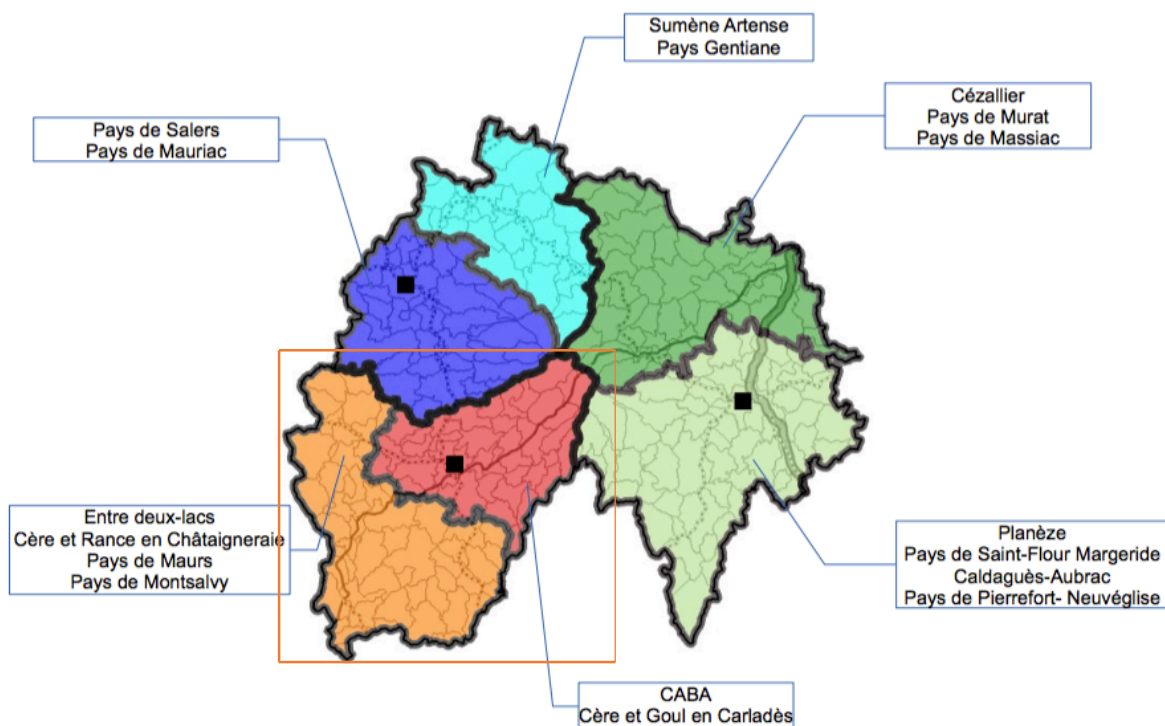 Sumène Artense
Pays Gentiane
Cézallier
Pays de Murat
Pays de Massiac
Pays de Salers
Pays de Mauriac
Entre deux-lacs
Cère et Rance en Châtaigneraie
Pays de Maurs
Pays de Montsalvy
Planèze
Pays de Saint-Flour Margeride
Caldaguès-Aubrac
Pays de Pierrefort- Neuvéglise
CABA
Cère et Goul en Carladès